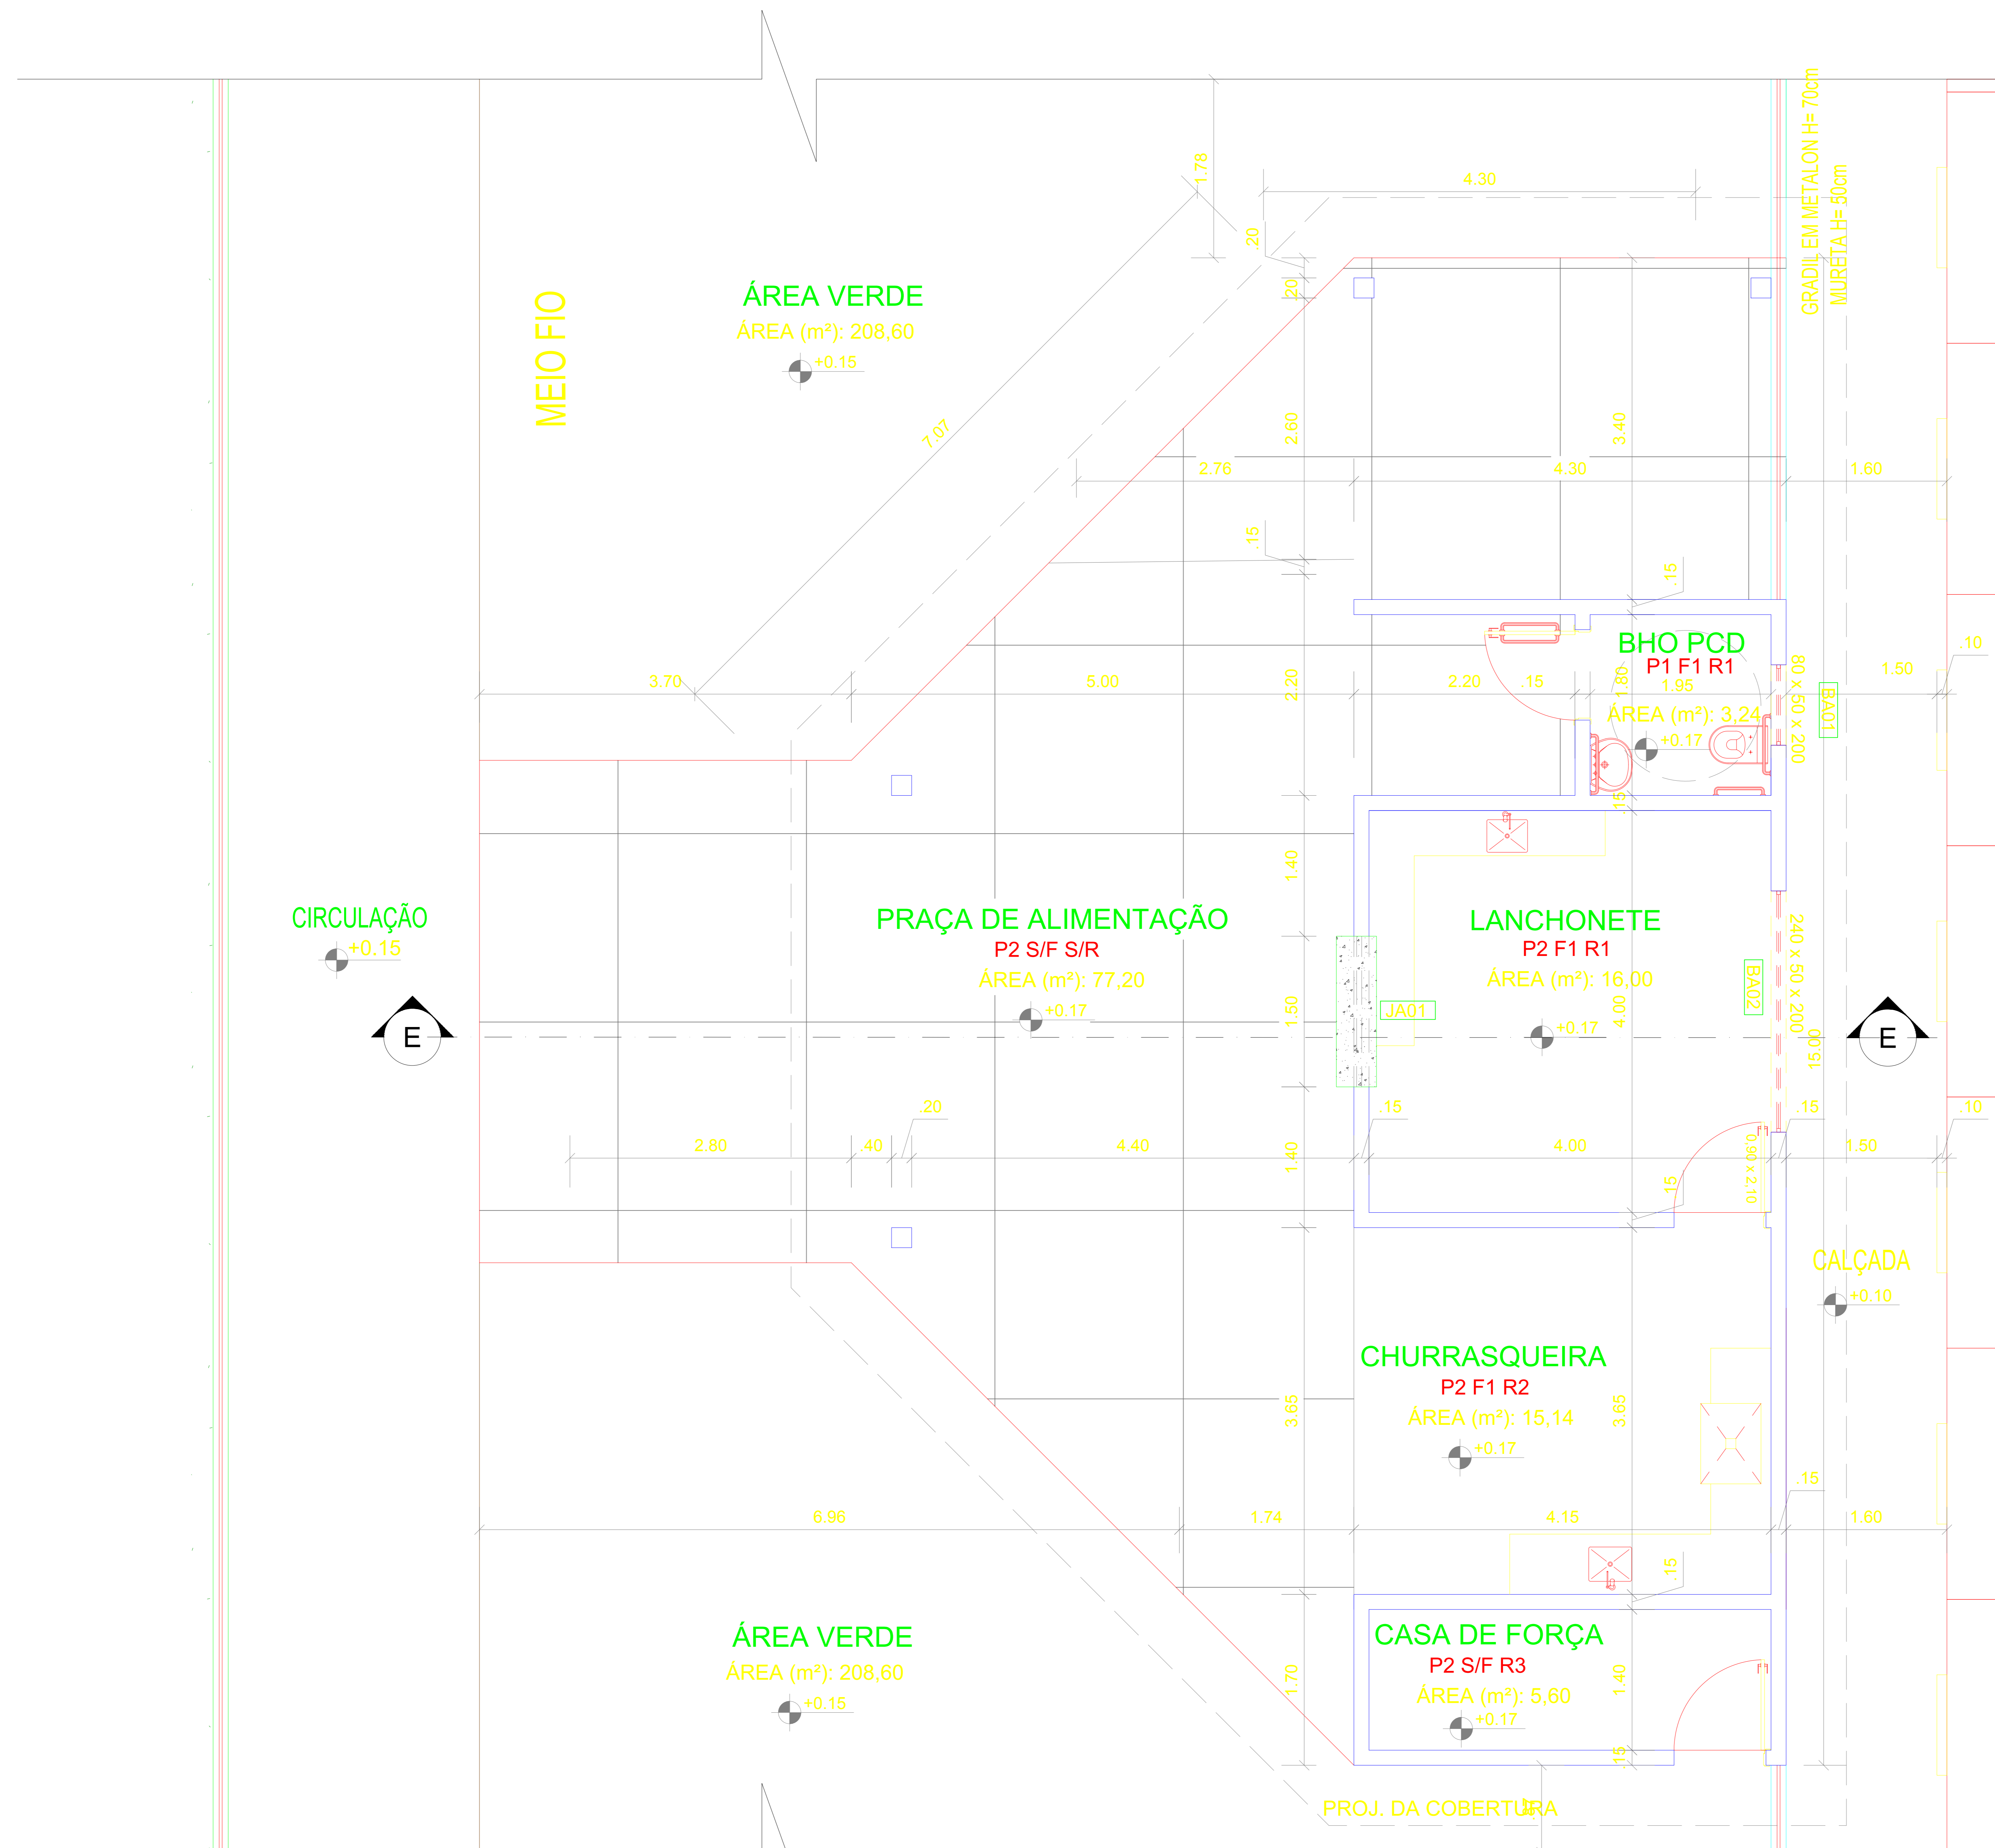 GRADIL EM METALON H= 70cm
MURETA H= 50cm
1.78
4.30
.20
.20
ÁREA VERDE
ÁREA (m²): 208,60
+0.15
MEIO FIO
7.07
2.60
3.40
2.76
4.30
1.60
.15
.15
BHO PCD
P1 F1 R1
1.80
1.95
ÁREA (m²): 3,24
+0.17
80 x 50 x 200
BA01
1.50
.10
3.70
5.00
2.20
2.20
.15
.15
1.40
CIRCULAÇÃO
+0.15
PRAÇA DE ALIMENTAÇÃO
P2 S/F S/R
ÁREA (m²): 77,20
+0.17
LANCHONETE
P2 F1 R1
ÁREA (m²): 16,00
4.00
+0.17
JA01
1.50
BA02
240 x 50 x 200
15.00
E
E
2.80
.40
.20
4.40
1.40
.15
4.00
.15
0,90 x 2,10
.15
1.50
.10
CALÇADA
+0.10
CHURRASQUEIRA
P2 F1 R2
ÁREA (m²): 15,14
+0.17
3.65
3.65
.15
6.96
1.74
4.15
1.60
.15
ÁREA VERDE
ÁREA (m²): 208,60
+0.15
CASA DE FORÇA
P2 S/F R3
ÁREA (m²): 5,60
+0.17
1.70
1.40
.15
PROJ. DA COBERTURA